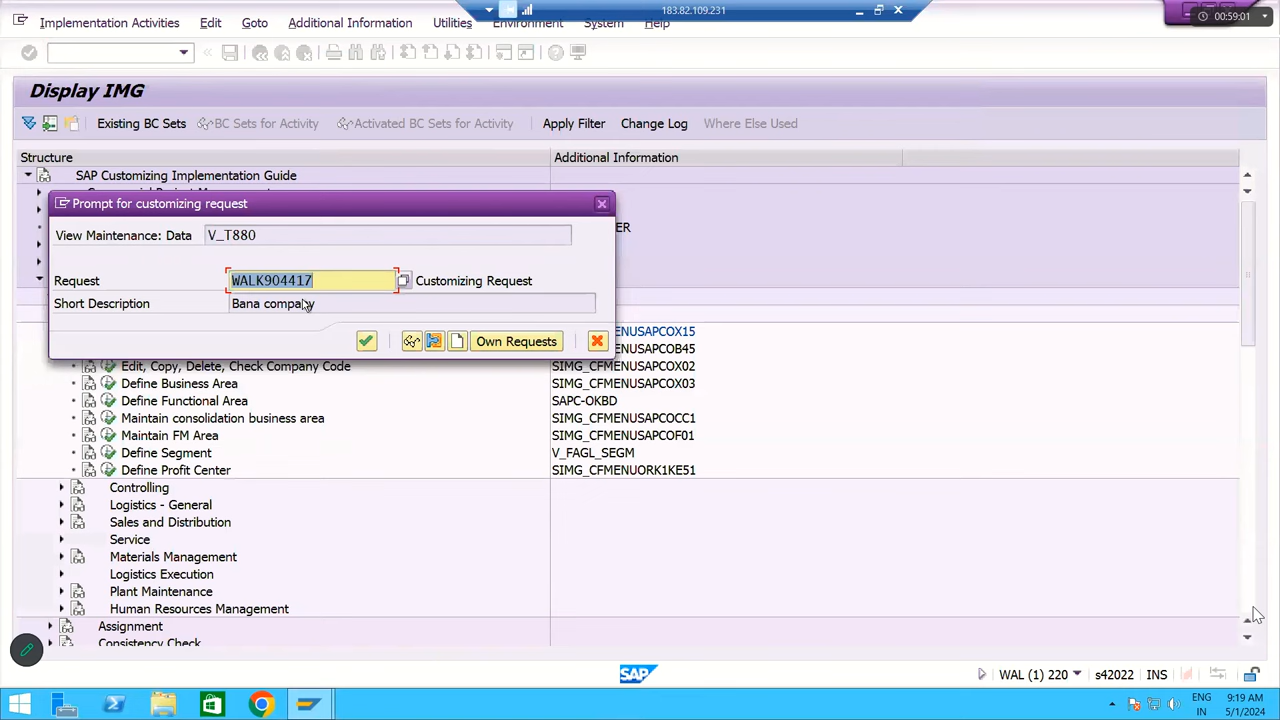 Implementation Activities Edit Goto Additional Information Utilities Environment System Help
183.82.109.231
00:59:01
Display IMG
Existing BC Sets BC Sets for Activity Activated BC Sets for Activity Apply Filter Change Log Where Else Used
Structure Additional Information
SAP Customizing Implementation Guide
Prompt for customizing request
View Maintenance: Data V_T880
Request WALK904417 Customizing Request
Short Description Bana company
Own Requests
ER
MENUSAPCOX15
MENUSAPCOB45
Edit, Copy, Delete, Check Company Code SIMG_CFMENUSAPCOX02
Define Business Area SIMG_CFMENUSAPCOX03
Define Functional Area SAPC-OKBD
Maintain consolidation business area SIMG_CFMENUSAPCOCC1
Maintain FM Area SIMG_CFMENUSAPCOF01
Define Segment V_FAGL_SEGM
Define Profit Center SIMG_CFMENUORK1KE51
Controlling
Logistics - General
Sales and Distribution
Service
Materials Management
Logistics Execution
Plant Maintenance
Human Resources Management
Assignment
Consistency Check
SAP WAL (1) 220 s42022 INS
ENG 9:19 AM
IN 5/1/2024